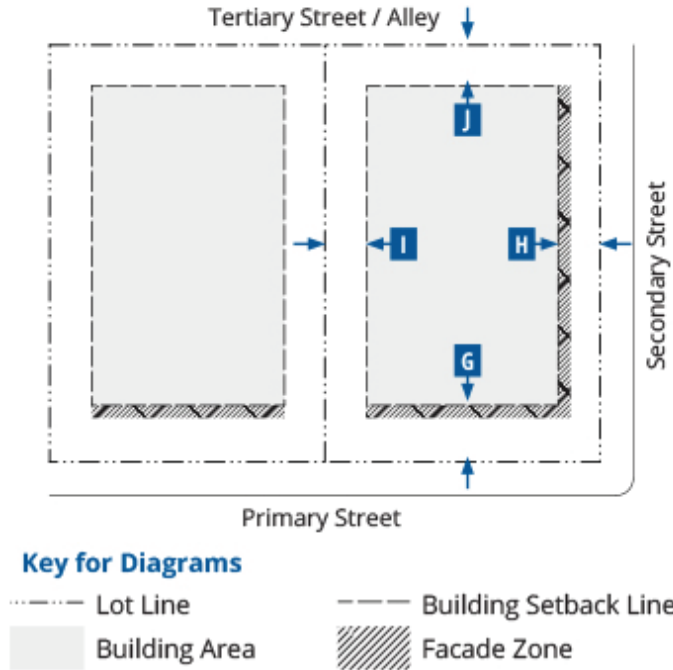 Tertiary Street / Alley
J
I
H
Secondary Street
G
Primary Street
Key for Diagrams
Lot Line
Building Setback Line
Building Area
Facade Zone